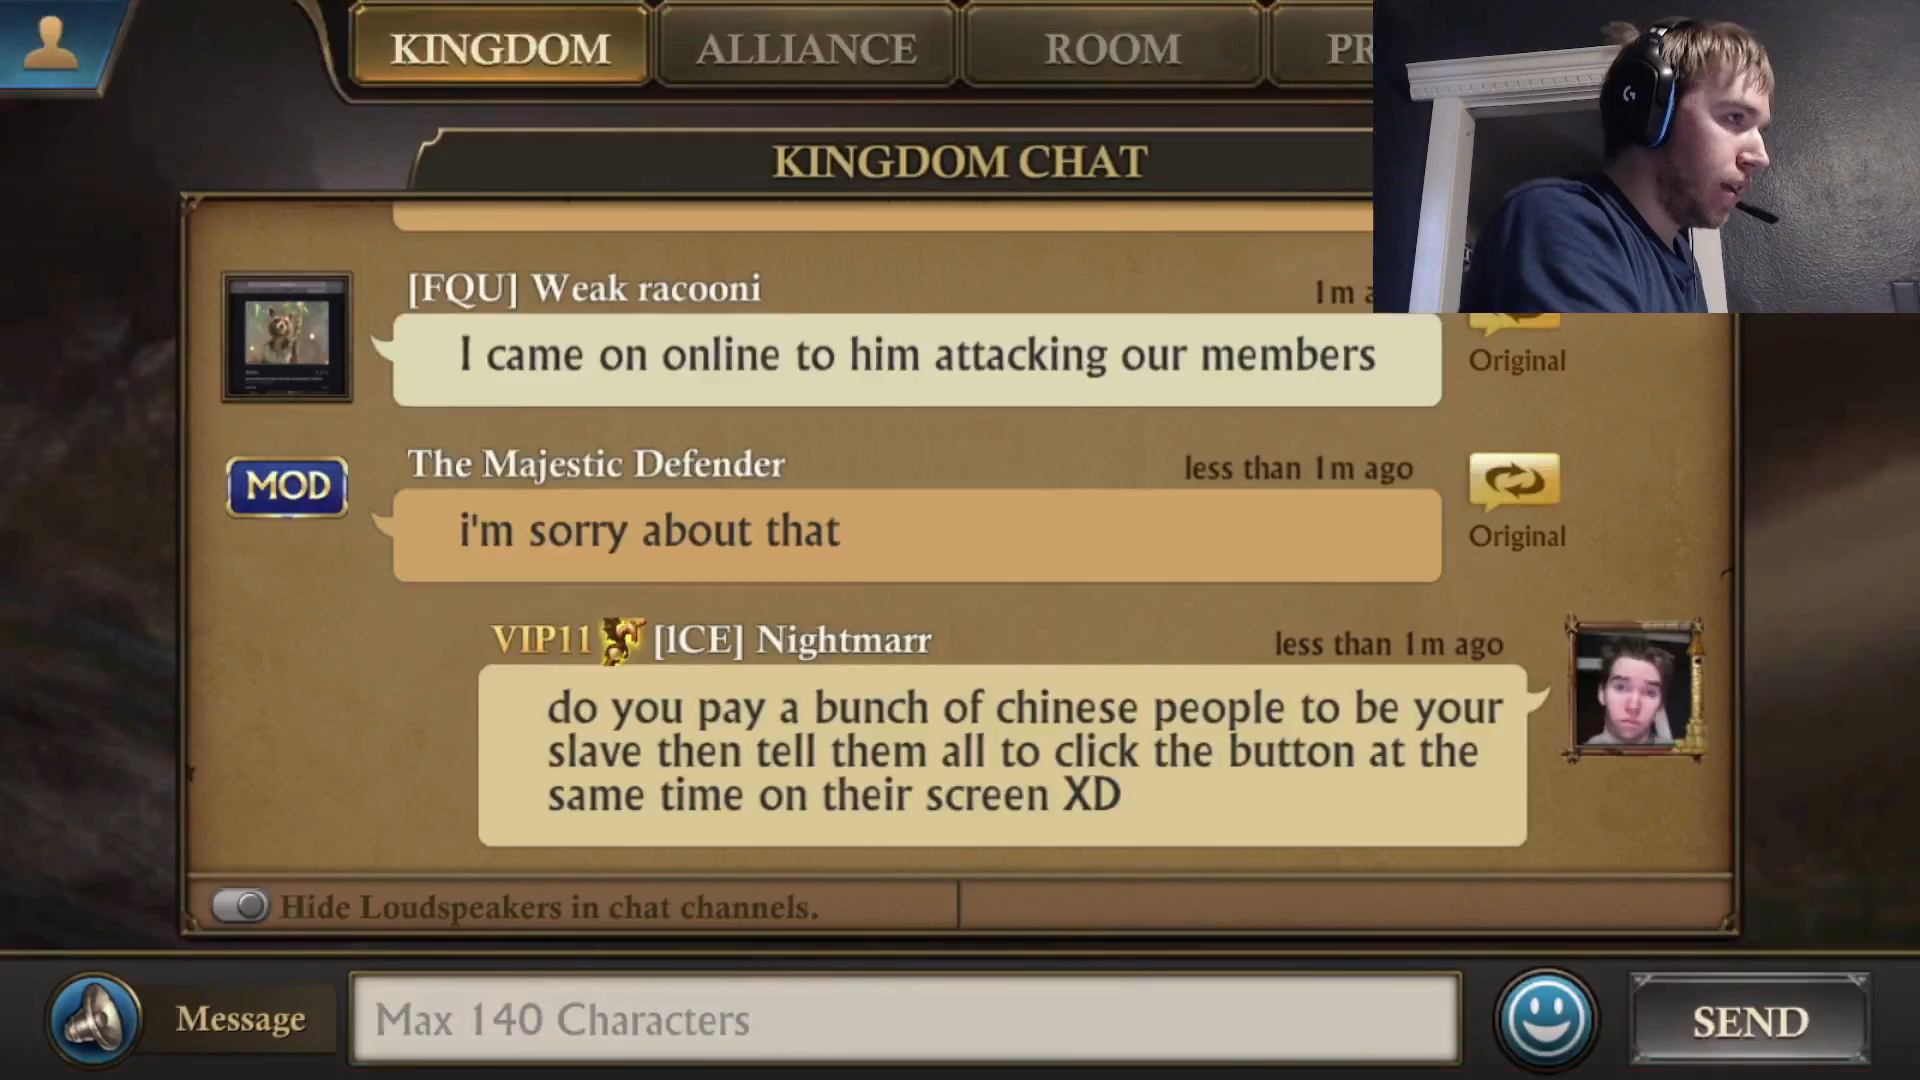 KINGDOM
ALLIANCE
ROOM
PR
KINGDOM CHAT
[FQU] Weak racooni
1m a
I came on online to him attacking our members
Original
MOD
The Majestic Defender
less than 1m ago
i'm sorry about that
Original
VIP11 [ICE] Nightmarr
less than 1m ago
do you pay a bunch of chinese people to be your
slave then tell them all to click the button at the
same time on their screen XD
Hide Loudspeakers in chat channels.
Message
Max 140 Characters
SEND